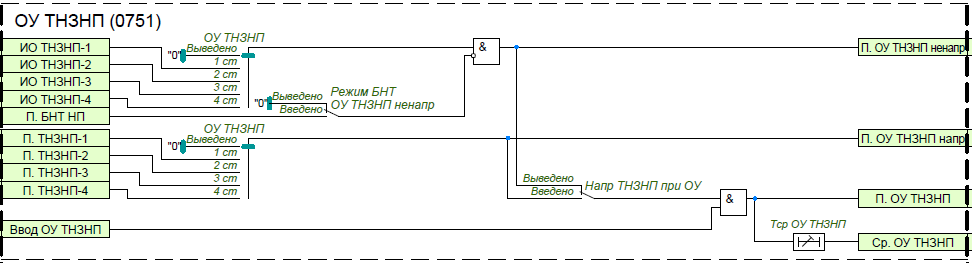 ОУ ТНЗНП (0751)
ИО ТНЗНП-1
ИО ТНЗНП-2
ИО ТНЗНП-3
ИО ТНЗНП-4
П. БНТ НП
ОУ ТНЗНП
"0"
Выведено
1 ст
2 ст
3 ст
4 ст
"0"
Выведено
Введено
Режим БНТ
ОУ ТНЗНП ненапр
&
П. ОУ ТНЗНП ненапр
П. ТНЗНП-1
П. ТНЗНП-2
П. ТНЗНП-3
П. ТНЗНП-4
ОУ ТНЗНП
"0"
Выведено
1 ст
2 ст
3 ст
4 ст
П. ОУ ТНЗНП напр
Выведено
Введено
Напр ТНЗНП при ОУ
&
П. ОУ ТНЗНП
Ввод ОУ ТНЗНП
Тср ОУ ТНЗНП
Ср. ОУ ТНЗНП